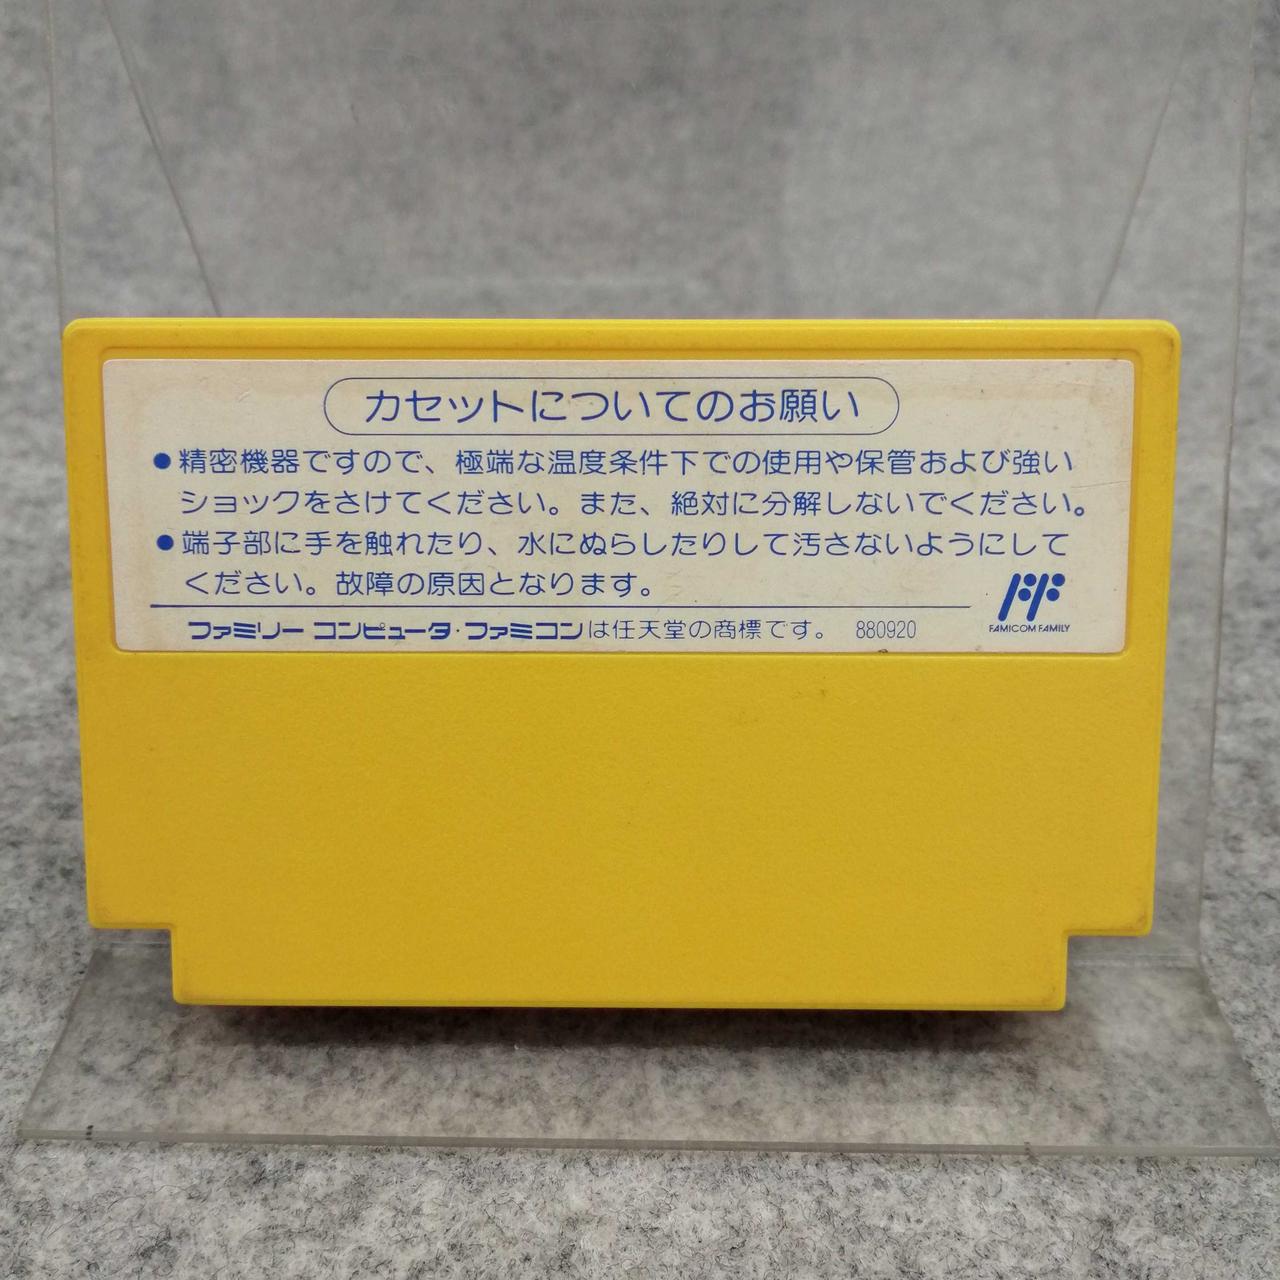 カセットについてのお願い
●精密機器ですので、極端な温度条件下での使用や保管および強い
ショックをさけてください。また、絶対に分解しないでください。
●端子部に手を触れたり、水にぬらしたりして汚さないようにして
ください。故障の原因となります。
ファミリー コンピュータ・ファミコンは任天堂の商標です。 880920
FAMICOM FAMILY